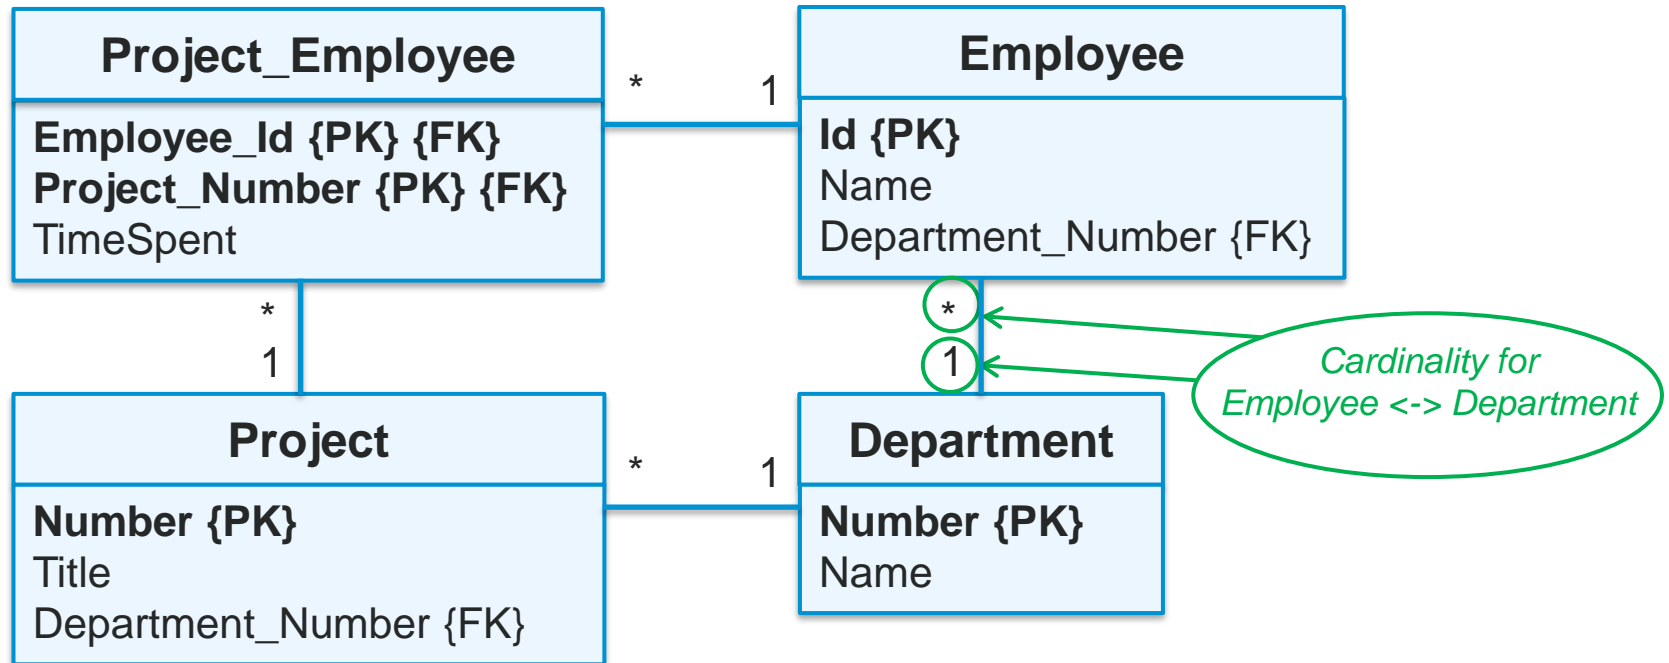 Project_Employee
Employee_Id {PK} {FK}
Project_Number {PK} {FK}
TimeSpent
* 1
Employee
Id {PK}
Name
Department_Number {FK}
*
1
*
1
Cardinality for
Employee <-> Department
Project
Number {PK}
Title
Department_Number {FK}
* 1
Department
Number {PK}
Name